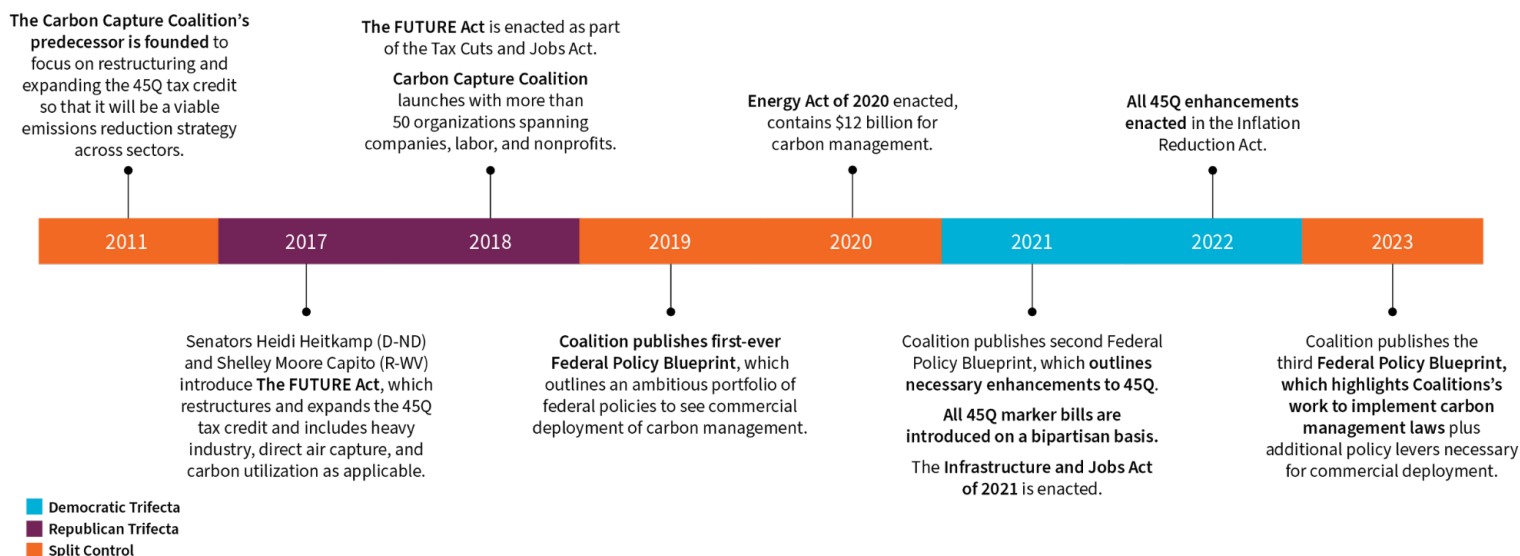 The Carbon Capture Coalition's
predecessor is founded to
focus on restructuring and
expanding the 45Q tax credit
so that it will be a viable
emissions reduction strategy
across sectors.
The FUTURE Act is enacted as part
of the Tax Cuts and Jobs Act.
Carbon Capture Coalition
launches with more than
50 organizations spanning
companies, labor, and nonprofits.
Energy Act of 2020 enacted,
contains $12 billion for
carbon management.
All 45Q enhancements
enacted in the Inflation
Reduction Act.
2011
2017
2018
2019
2020
2021
2022
2023
Senators Heidi Heitkamp (D-ND)
and Shelley Moore Capito (R-WV)
introduce The FUTURE Act, which
restructures and expands the 45Q
tax credit and includes heavy
industry, direct air capture, and
carbon utilization as applicable.
Coalition publishes first-ever
Federal Policy Blueprint, which
outlines an ambitious portfolio of
federal policies to see commercial
deployment of carbon management.
Coalition publishes second Federal
Policy Blueprint, which outlines
necessary enhancements to 45Q.
All 45Q marker bills are
introduced on a bipartisan basis.
The Infrastructure and Jobs Act
of 2021 is enacted.
Coalition publishes the
third Federal Policy Blueprint,
which highlights Coalitions's
work to implement carbon
management laws plus
additional policy levers necessary
for commercial deployment.
Democratic Trifecta
Republican Trifecta
Split Control